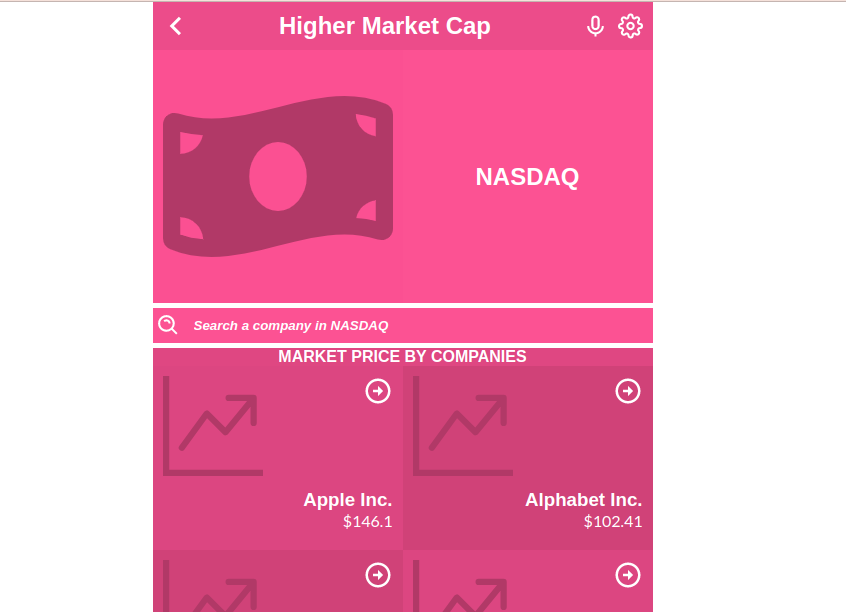 Higher Market Cap
NASDAQ
Search a company in NASDAQ
MARKET PRICE BY COMPANIES
Apple Inc.
$146.1
Alphabet Inc.
$102.41